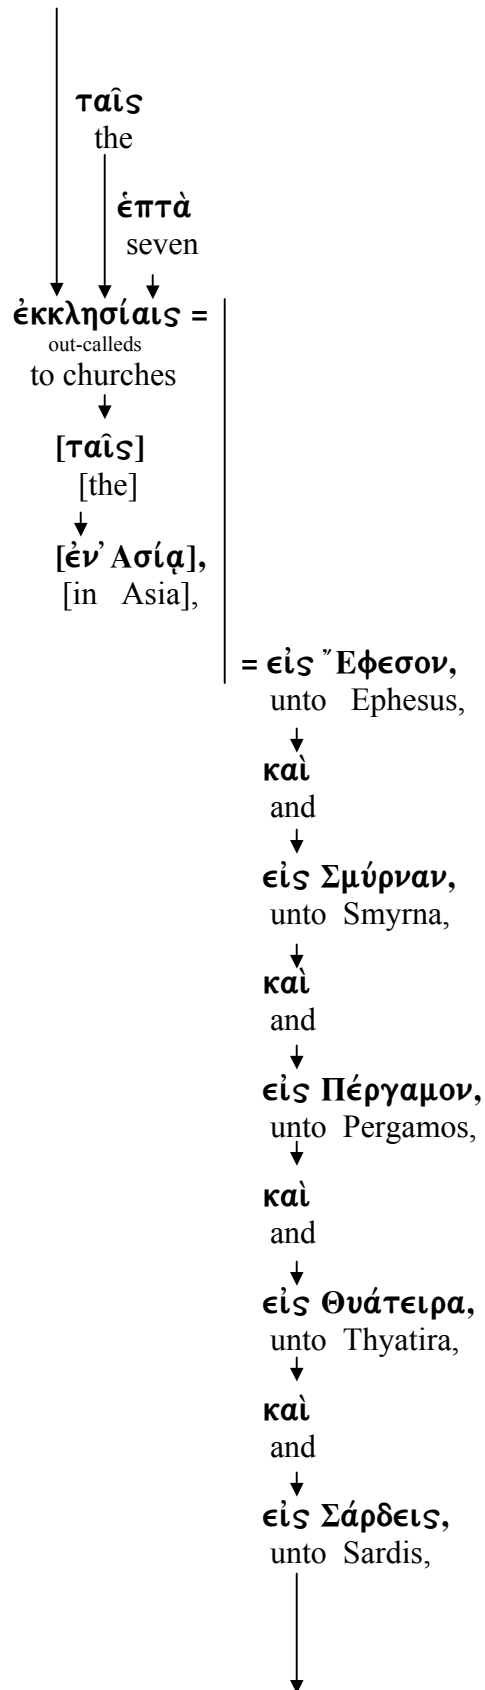 ταῖς
the
ἑπτὰ
seven
ἐκκλησίαις =
out-calleds
to churches
[ταῖς]
[the]
[ἐν ᾿Ασίᾳ],
[in Asia],
= εἰς ῎Εφεσον,
unto Ephesus,
καὶ
and
εἰς Σμύρναν,
unto Smyrna,
καὶ
and
εἰς Πέργαμον,
unto Pergamos,
καὶ
and
εἰς Θυάτειρα,
unto Thyatira,
καὶ
and
εἰς Σάρδεις,
unto Sardis,